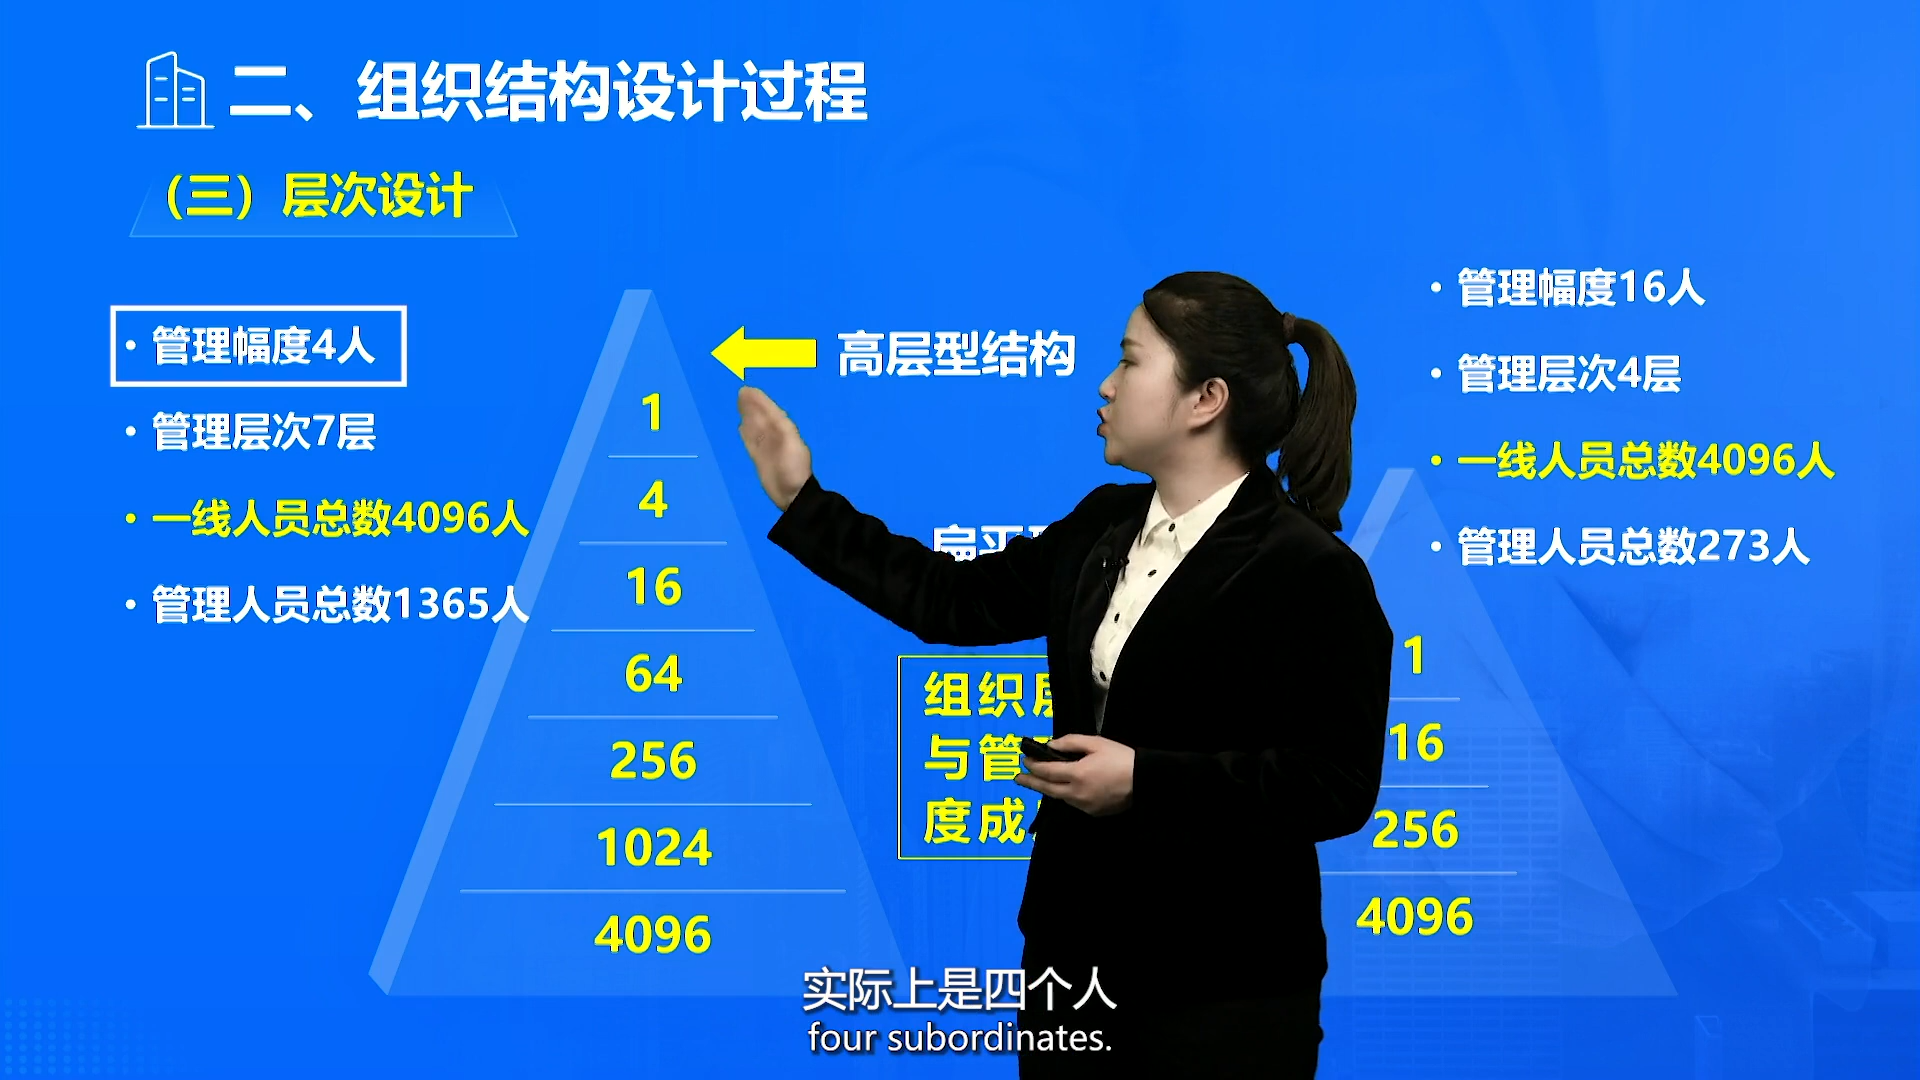 二、组织结构设计过程
（三）层次设计
• 管理幅度4人
• 管理层次7层
• 一线人员总数4096人
• 管理人员总数1365人
1
4
16
64
256
1024
4096
高层型结构
扁平
组织层
与管
度成
• 管理幅度16人
• 管理层次4层
• 一线人员总数4096人
• 管理人员总数273人
1
16
256
4096
实际上是四个人
four subordinates.